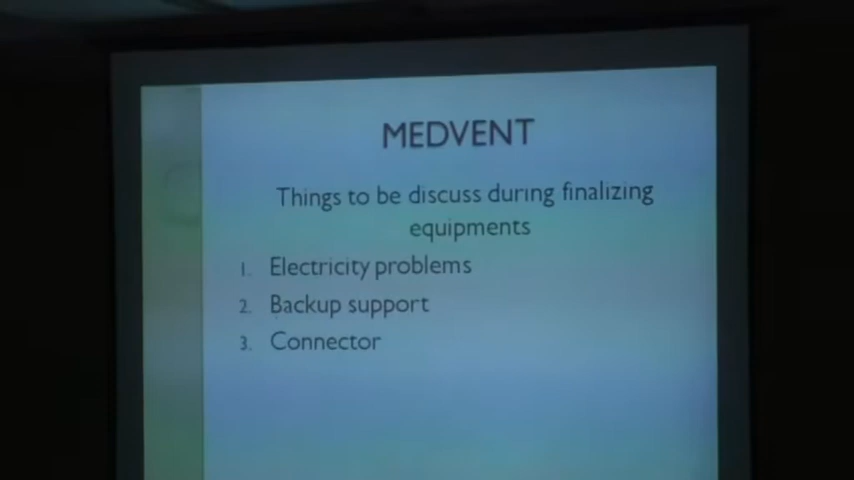 MEDVENT
Things to be discuss during finalizing
equipments
1. Electricity problems
2. Backup support
3. Connector